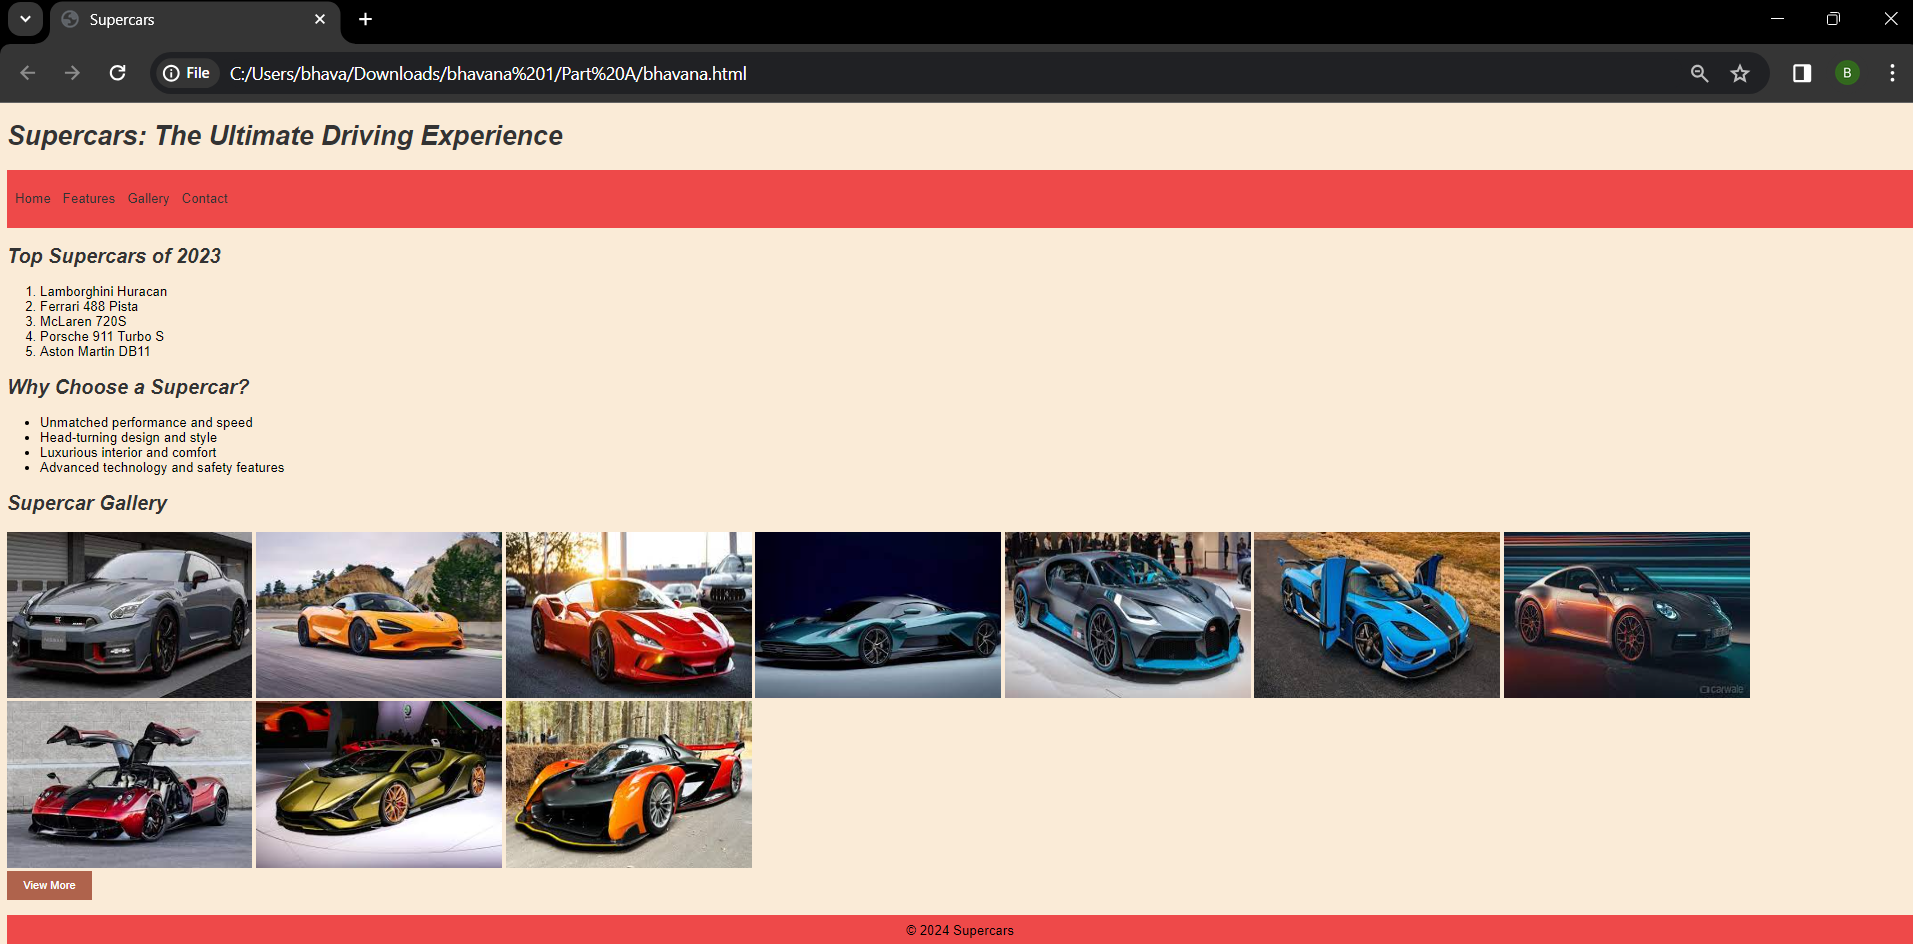 Supercars
File C:/Users/bhava/Downloads/bhavana%201/Part%20A/bhavana.html
B
Supercars: The Ultimate Driving Experience
Home Features Gallery Contact
Top Supercars of 2023
1. Lamborghini Huracan
2. Ferrari 488 Pista
3. McLaren 720S
4. Porsche 911 Turbo S
5. Aston Martin DB11
Why Choose a Supercar?
• Unmatched performance and speed
• Head-turning design and style
• Luxurious interior and comfort
• Advanced technology and safety features
Supercar Gallery
carwale
View More
© 2024 Supercars